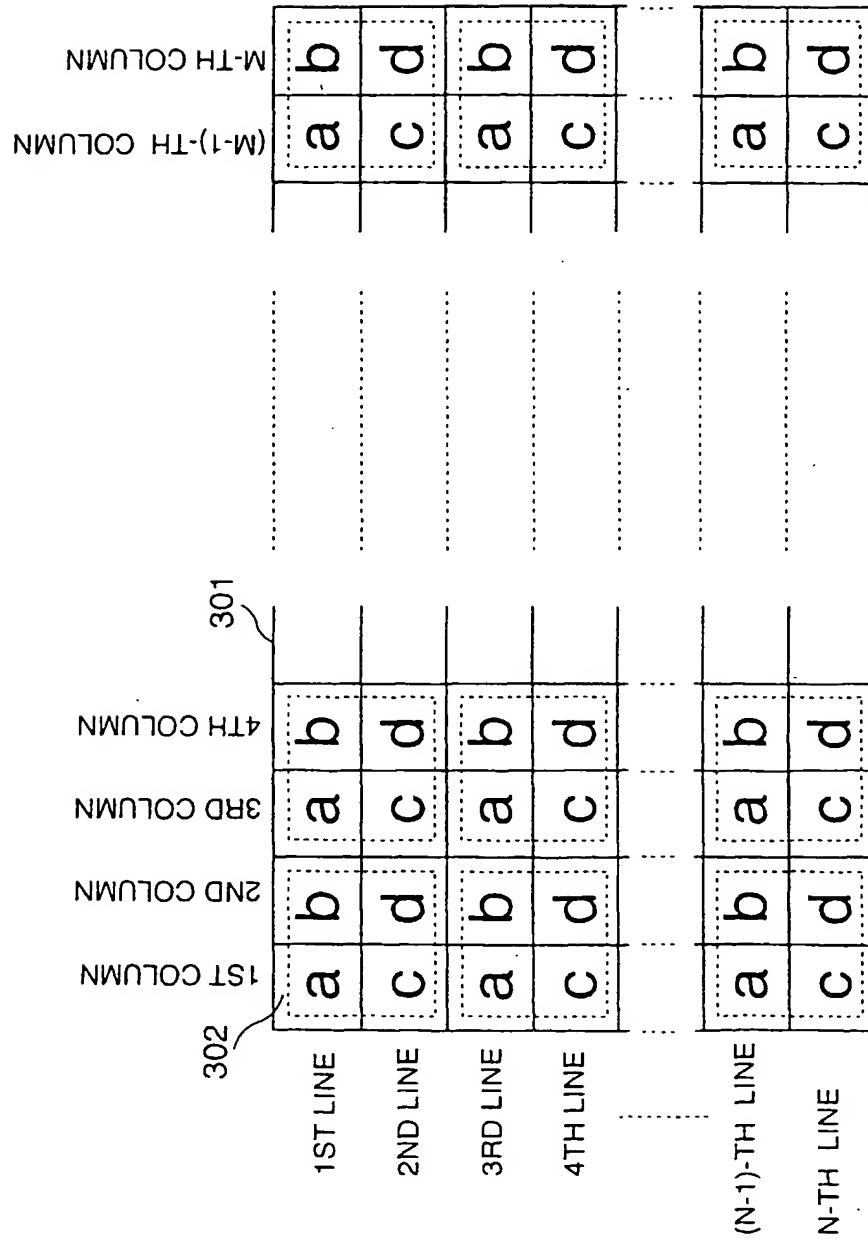 1ST COLUMN 2ND COLUMN 3RD COLUMN 4TH COLUMN (M-1)-TH COLUMN M-TH COLUMN
302 301
1ST LINE a b a b a b
2ND LINE c d c d c d
3RD LINE a b a b a b
4TH LINE c d c d c d
(N-1)-TH LINE a b a b a b
N-TH LINE c d c d c d